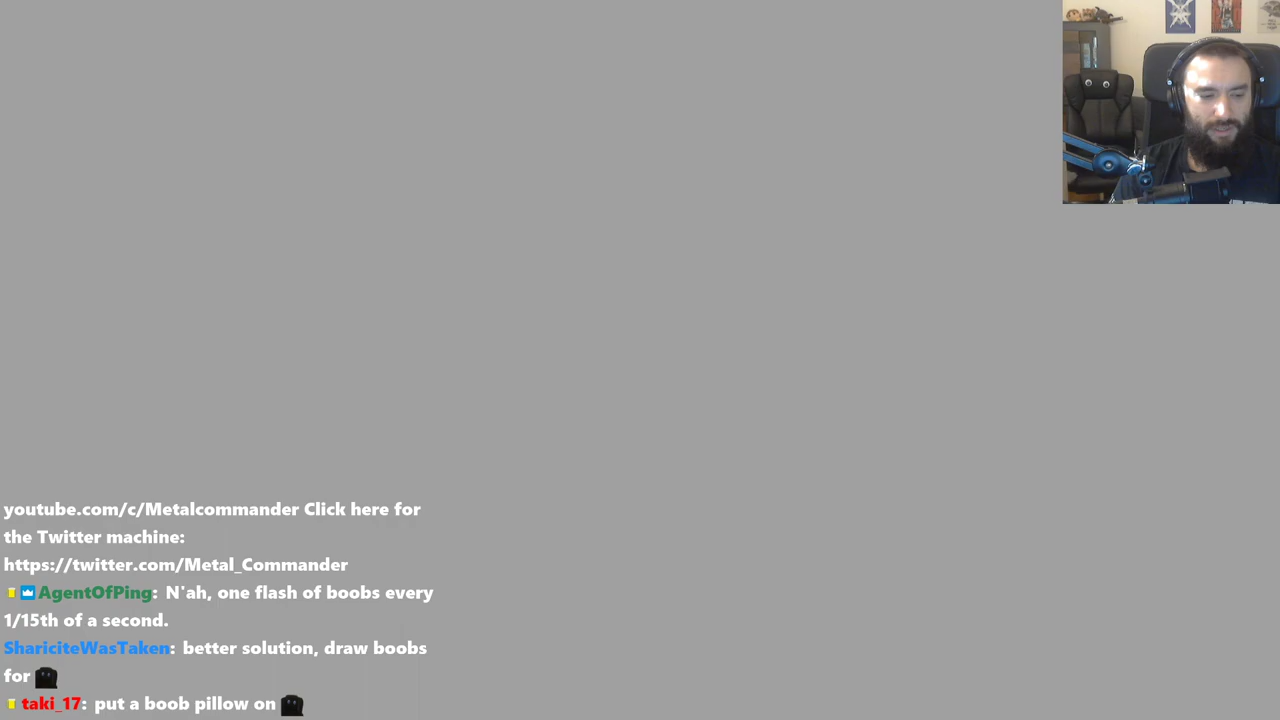 youtube.com/c/Metalcommander Click here for
the Twitter machine:
https://twitter.com/Metal_Commander
AgentOfPing: N'ah, one flash of boobs every
1/15th of a second.
ShariciteWasTaken: better solution, draw boobs
for
taki_17: put a boob pillow on